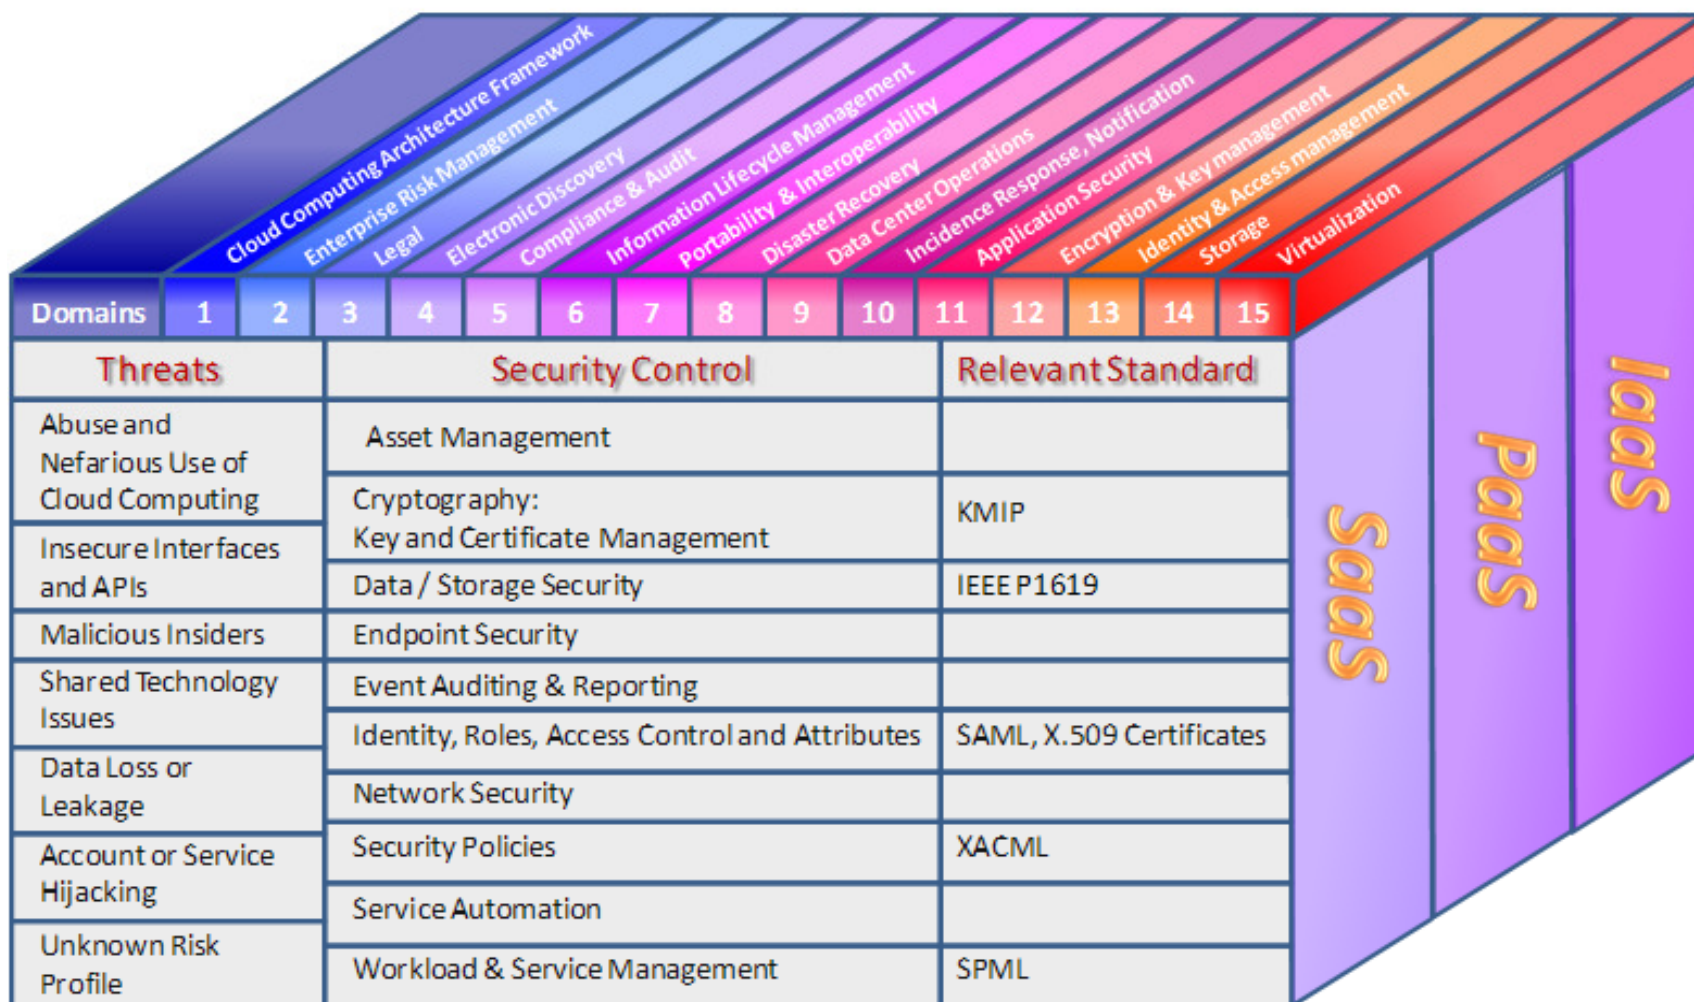 Cloud Computing Architecture Framework
Enterprise Risk Management
Legal
Electronic Discovery
Compliance & Audit
Information Lifecycle Management
Portability & Interoperability
Disaster Recovery
Data Center Operations
Incidence Response, Notification
Application Security
Encryption & Key management
Identity & Access management
Storage
Virtualization
Domains 1 2 3 4 5 6 7 8 9 10 11 12 13 14 15
Threats
Abuse and
Nefarious Use of
Cloud Computing
Insecure Interfaces
and APIs
Malicious Insiders
Shared Technology
Issues
Data Loss or
Leakage
Account or Service
Hijacking
Unknown Risk
Profile
Security Control
Asset Management
Cryptography:
Key and Certificate Management
Data / Storage Security
Endpoint Security
Event Auditing & Reporting
Identity, Roles, Access Control and Attributes
Network Security
Security Policies
Service Automation
Workload & Service Management
Relevant Standard
KMIP
IEEE P1619
SAML, X.509 Certificates
XACML
SPML
SaaS
PaaS
IaaS